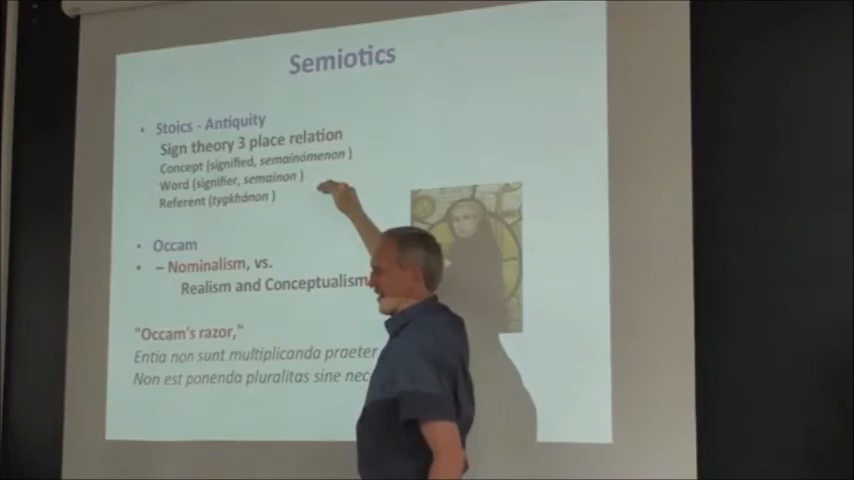 Semiotics
• Stoics - Antiquity
Sign theory 3 place relation
Concept (signified, semainómenon )
Word (signifier, semainon )
Referent (tygkhánon )
• Occam
• – Nominalism, vs.
Realism and Conceptualism
"Occam's razor,"
Entia non sunt multiplicanda praeter
Non est ponenda pluralitas sine